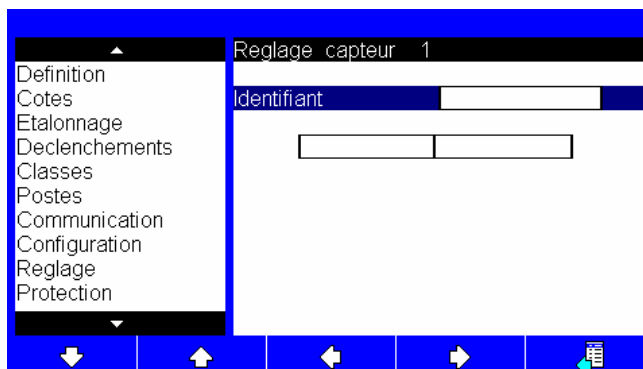 Reglage capteur 1
Definition
Cotes
Etalonnage
Declenchements
Classes
Postes
Communication
Configuration
Reglage
Protection
Identifiant